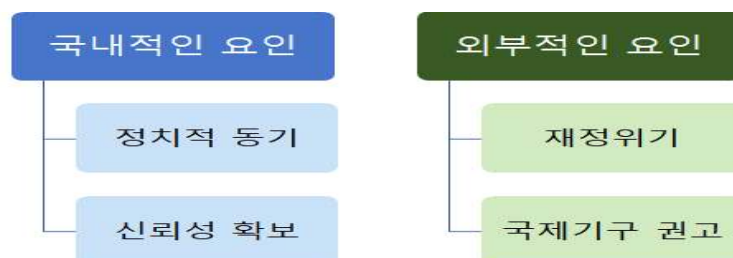 국내적인 요인
정치적 동기
신뢰성 확보
외부적인 요인
재정위기
국제기구 권고